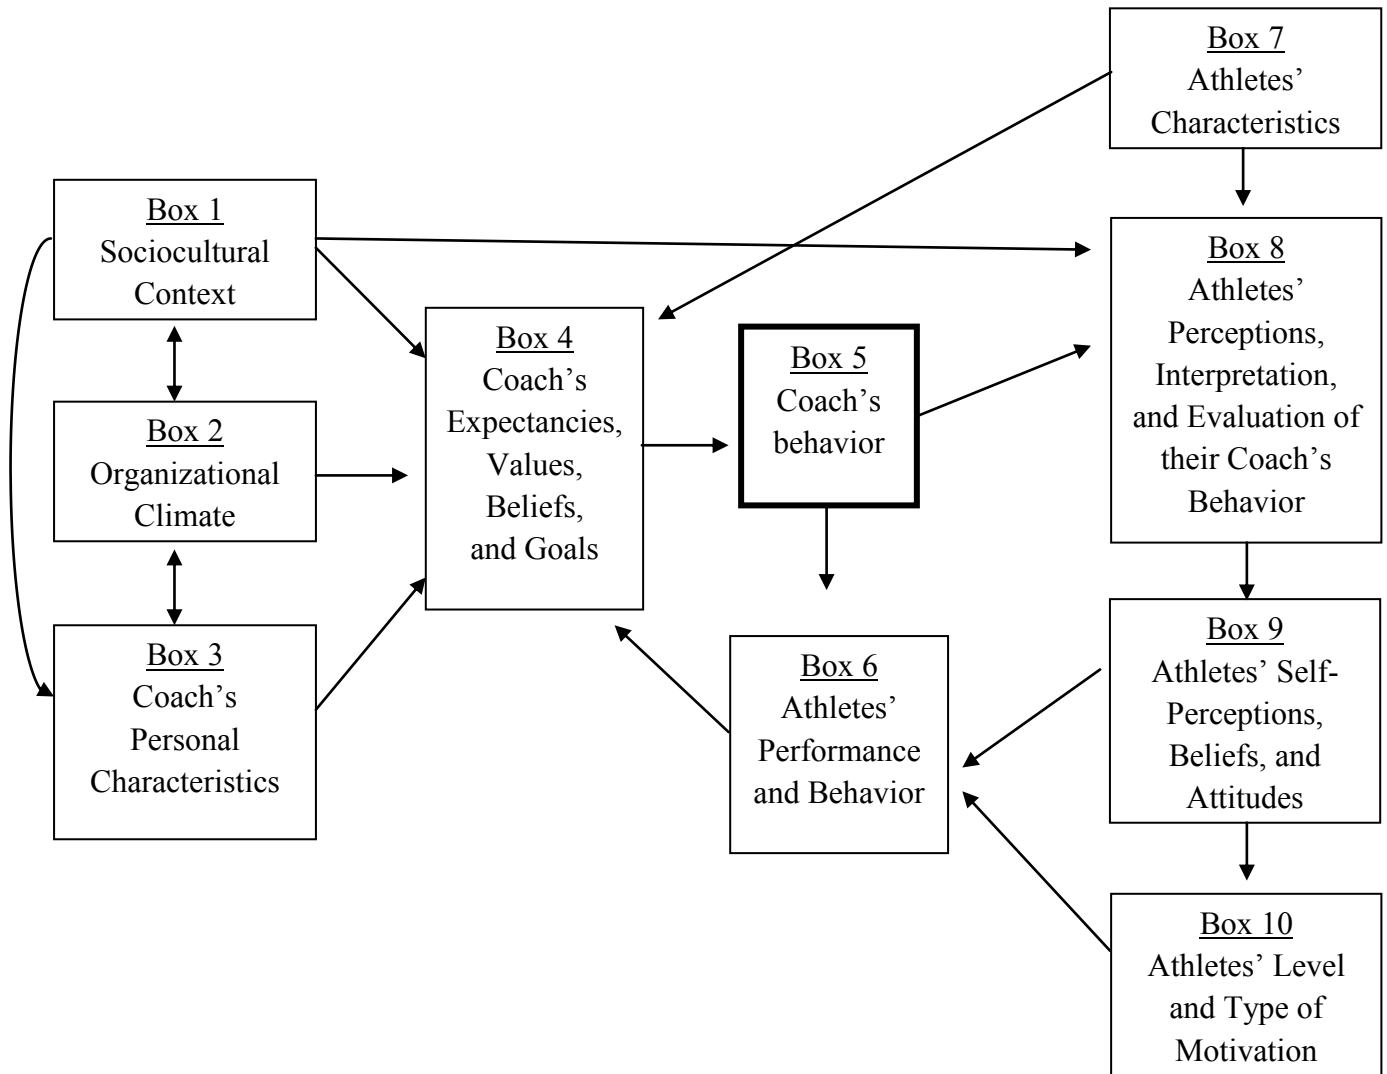 Box 1
Sociocultural
Context
Box 2
Organizational
Climate
Box 3
Coach’s
Personal
Characteristics
Box 4
Coach’s
Expectancies,
Values,
Beliefs,
and Goals
Box 5
Coach’s
behavior
Box 6
Athletes’
Performance
and Behavior
Box 7
Athletes’
Characteristics
Box 8
Athletes’
Perceptions,
Interpretation,
and Evaluation of
their Coach’s
Behavior
Box 9
Athletes’ Self-
Perceptions,
Beliefs, and
Attitudes
Box 10
Athletes’ Level
and Type of
Motivation